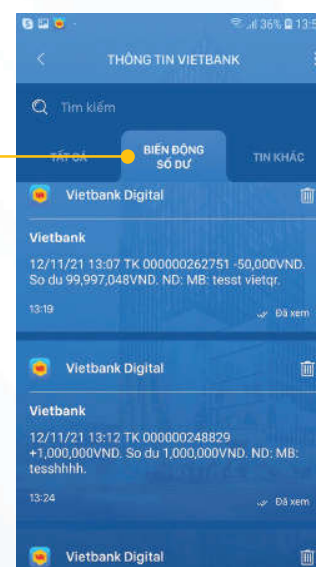 36% 13:5
THÔNG TIN VIETBANK
Tìm kiếm
TẤT CẢ
BIẾN ĐỘNG
SỐ DƯ
TIN KHÁC
Vietbank Digital
Vietbank
12/11/21 13:07 TK 000000262751 -50,000VND.
So du 99,997,048VND. ND: MB: tesst vietqr.
13:19
Đã xem
Vietbank Digital
Vietbank
12/11/21 13:12 TK 000000248829
+1,000,000VND. So du 1,000,000VND. ND: MB:
tesshhhh.
13:24
Đã xem
Vietbank Digital